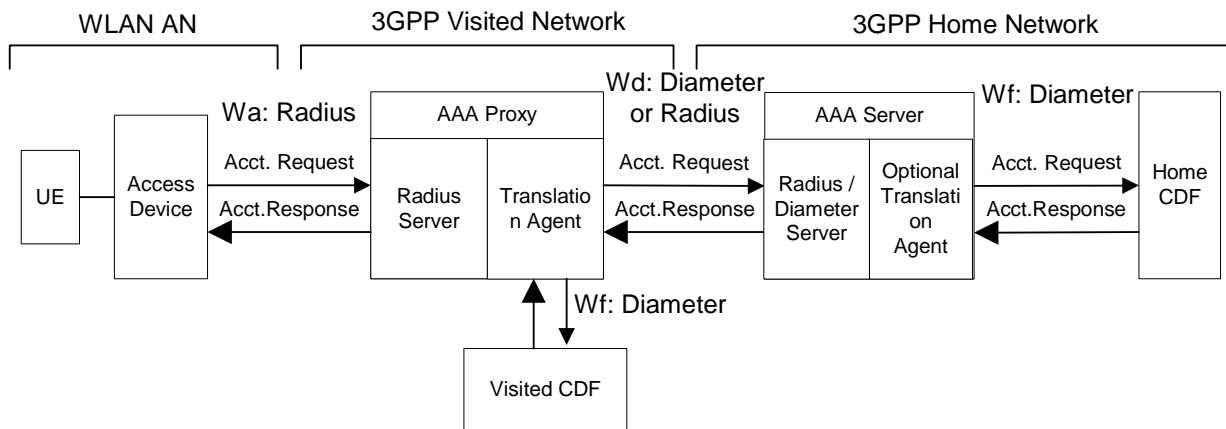 WLAN AN
3GPP Visited Network
3GPP Home Network
Wa: Radius
Wd: Diameter
or Radius
Wf: Diameter
AAA Proxy
AAA Server
UE
Access
Device
Acct. Request
Acct.Response
Radius
Server
Translatio
n Agent
Acct. Request
Acct.Response
Radius /
Diameter
Server
Optional
Translati
on
Agent
Acct. Request
Acct.Response
Home
CDF
Wf: Diameter
Visited CDF